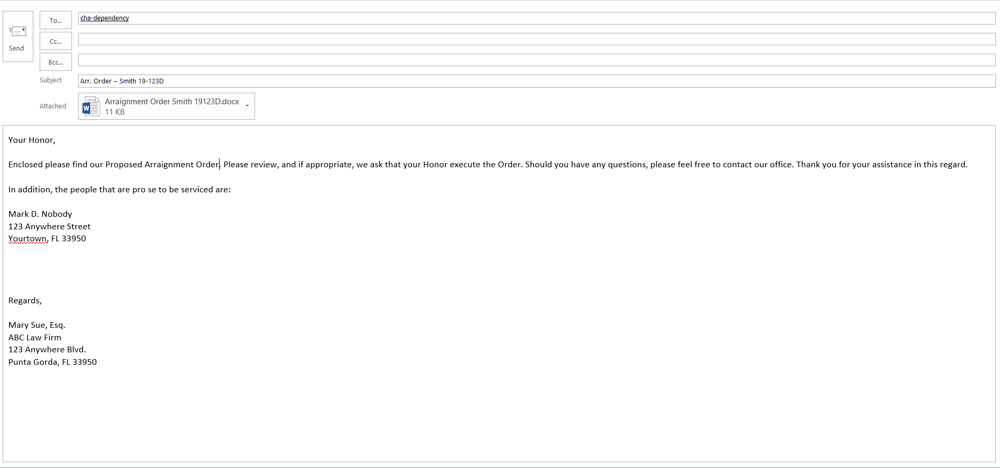 To...
cha-dependency
Send
Cc...
Bcc...
Subject
Arr. Order – Smith 19-123D
Attached
Arraignment Order Smith 19123D.docx
11 KB
Your Honor,
Enclosed please find our Proposed Arraignment Order. Please review, and if appropriate, we ask that your Honor execute the Order. Should you have any questions, please feel free to contact our office. Thank you for your assistance in this regard.
In addition, the people that are pro se to be serviced are:
Mark D. Nobody
123 Anywhere Street
Yourtown, FL 33950
Regards,
Mary Sue, Esq.
ABC Law Firm
123 Anywhere Blvd.
Punta Gorda, FL 33950